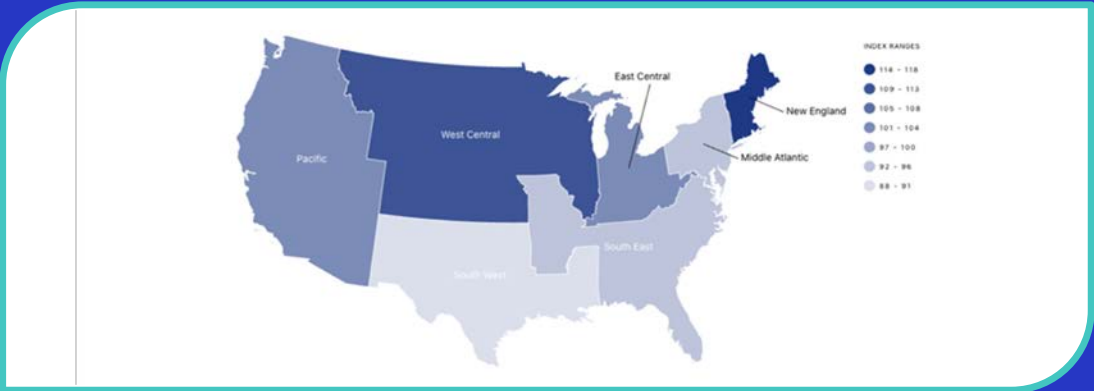 INDEX RANGES
114 - 118
109 - 113
105 - 108
101 - 104
97 - 100
92 - 96
88 - 91
East Central
New England
West Central
Pacific
Middle Atlantic
South East
South West